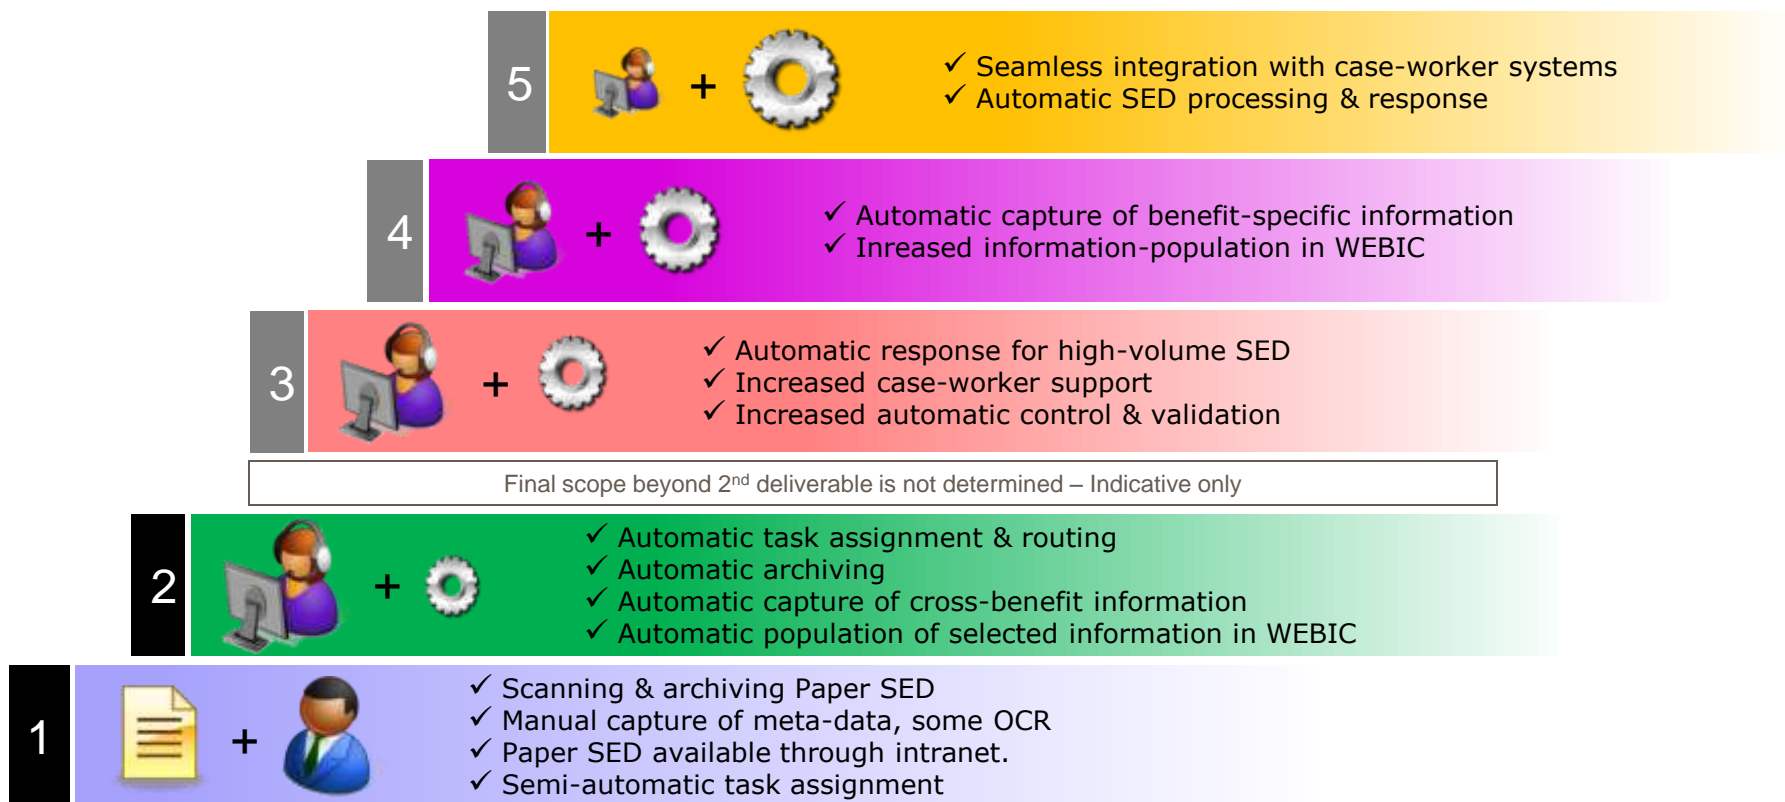 5
+
✓ Seamless integration with case-worker systems
✓ Automatic SED processing & response
4
+
✓ Automatic capture of benefit-specific information
✓ Inreased information-population in WEBIC
3
+
✓ Automatic response for high-volume SED
✓ Increased case-worker support
✓ Increased automatic control & validation
Final scope beyond 2nd deliverable is not determined – Indicative only
2
+
✓ Automatic task assignment & routing
✓ Automatic archiving
✓ Automatic capture of cross-benefit information
✓ Automatic population of selected information in WEBIC
1
+
✓ Scanning & archiving Paper SED
✓ Manual capture of meta-data, some OCR
✓ Paper SED available through intranet.
✓ Semi-automatic task assignment